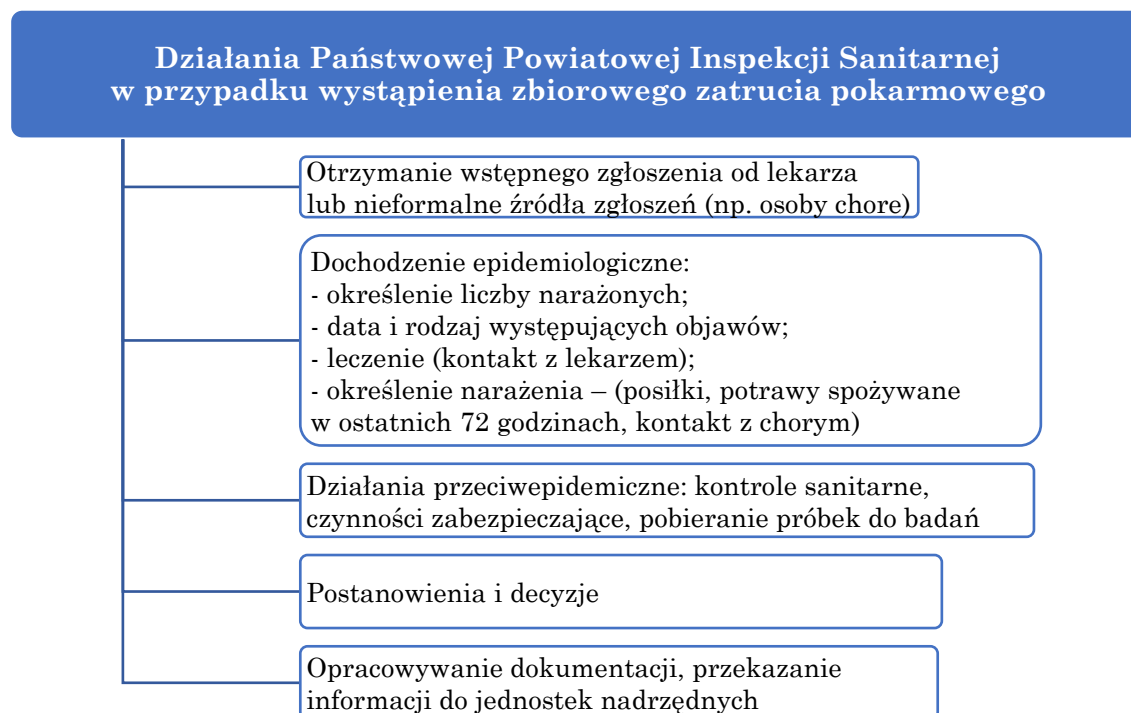 Działania Państwowej Powiatowej Inspekcji Sanitarnej
w przypadku wystąpienia zbiorowego zatrucia pokarmowego
Otrzymanie wstępnego zgłoszenia od lekarza
lub nieformalne źródła zgłoszeń (np. osoby chore)
Dochodzenie epidemiologiczne:
- określenie liczby narażonych;
- data i rodzaj występujących objawów;
- leczenie (kontakt z lekarzem);
- określenie narażenia – (posiłki, potrawy spożywane
w ostatnich 72 godzinach, kontakt z chorym)
Działania przeciwepidemiczne: kontrole sanitarne,
czynności zabezpieczające, pobieranie próbek do badań
Postanowienia i decyzje
Opracowywanie dokumentacji, przekazanie
informacji do jednostek nadrzędnych